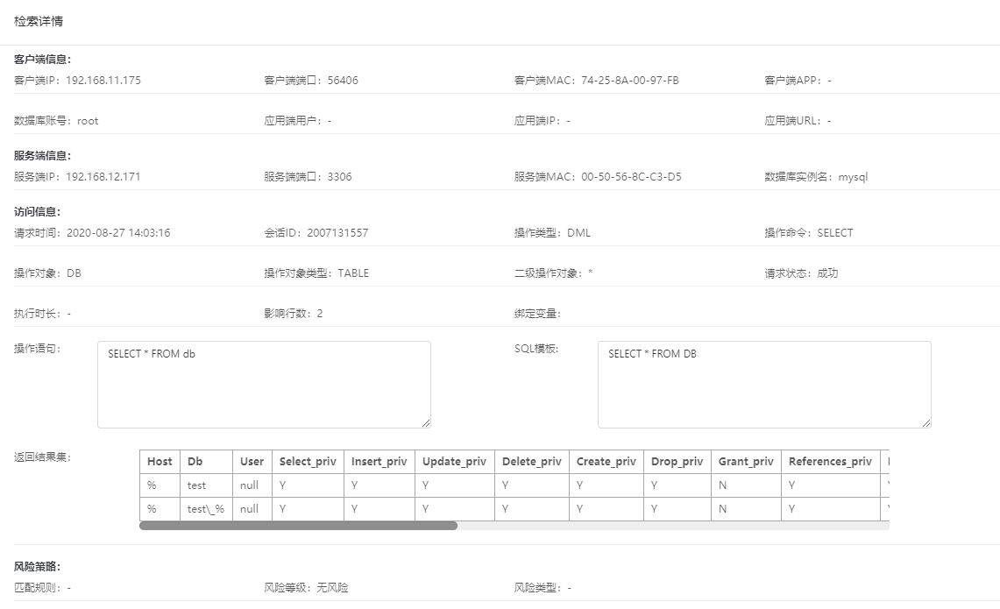 检索详情
客户端信息：
客户端IP：192.168.11.175 客户端端口：56406 客户端MAC：74-25-8A-00-97-FB 客户端APP：-
数据库账号：root 应用端用户：- 应用端IP：- 应用端URL：-
服务端信息：
服务端IP：192.168.12.171 服务端端口：3306 服务端MAC：00-50-56-8C-C3-D5 数据库实例名：mysql
访问信息：
请求时间：2020-08-27 14:03:16 会话ID：2007131557 操作类型：DML 操作命令：SELECT
操作对象：DB 操作对象类型：TABLE 二级操作对象：* 请求状态：成功
执行时长：- 影响行数：2 绑定变量：
操作语句： SELECT * FROM db SQL模板： SELECT * FROM DB
返回结果集：
Host Db User Select_priv Insert_priv Update_priv Delete_priv Create_priv Drop_priv Grant_priv References_priv
% test null Y Y Y Y Y Y N Y
% test\_% null Y Y Y Y Y Y N Y
风险策略：
匹配规则：- 风险等级：无风险 风险类型：-